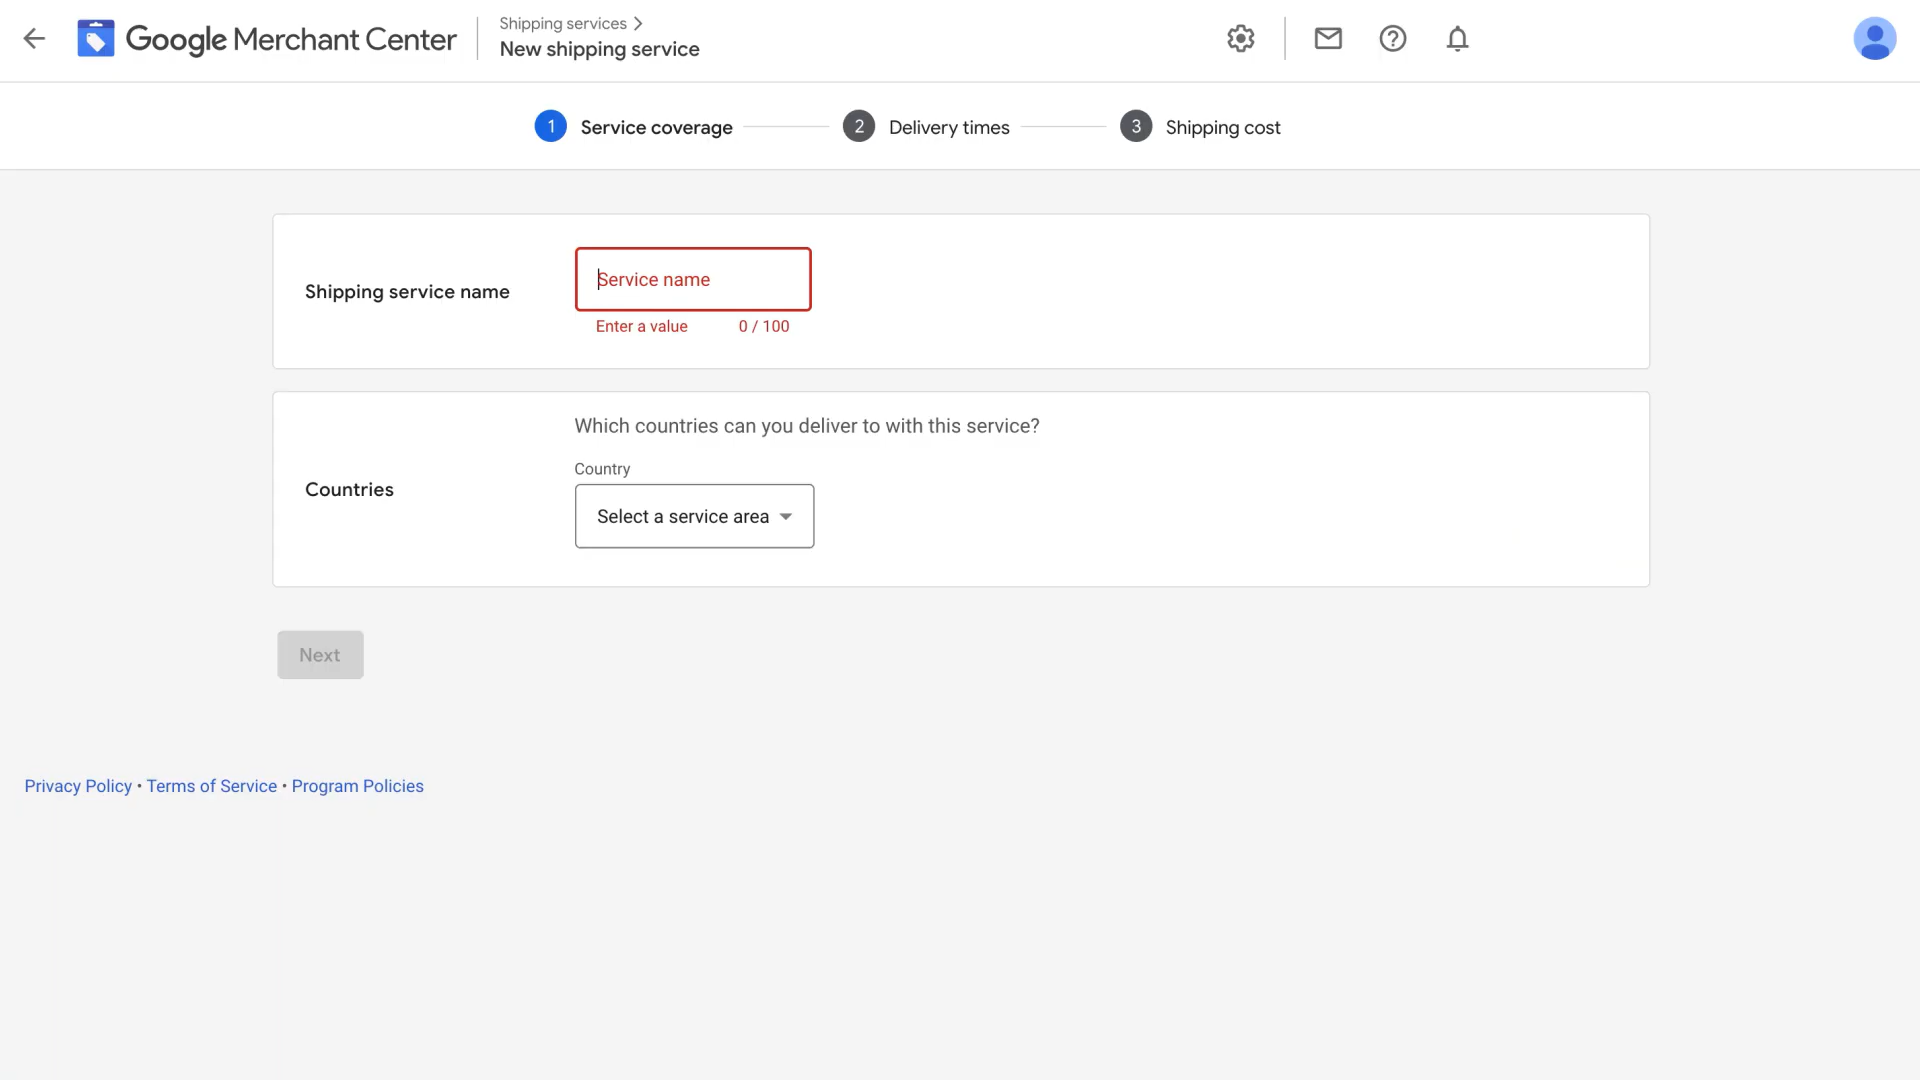 Google Merchant Center
Shipping services
New shipping service
1 Service coverage
2 Delivery times
3 Shipping cost
Shipping service name
Service name
Enter a value 0 / 100
Which countries can you deliver to with this service?
Countries
Country
Select a service area
Next
Privacy Policy • Terms of Service • Program Policies